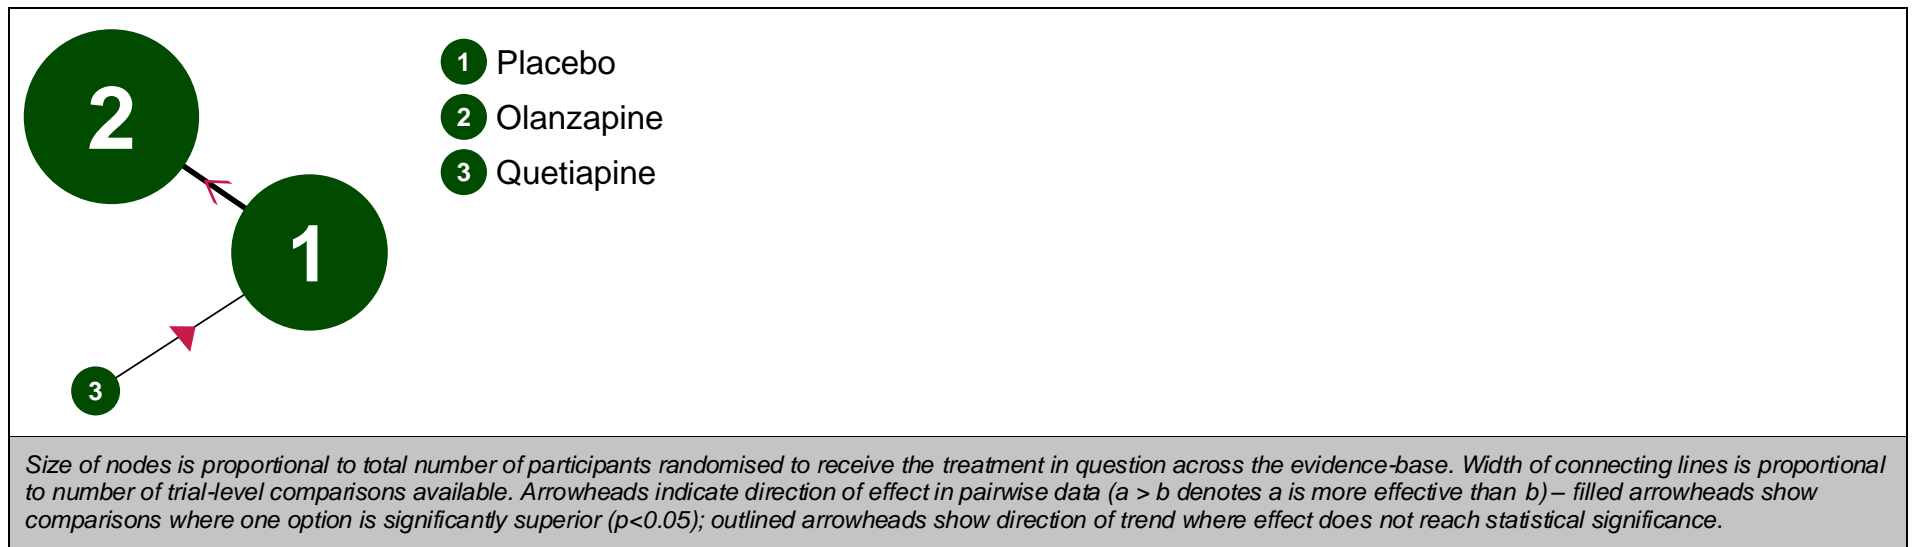 2
1
3
1 Placebo
2 Olanzapine
3 Quetiapine
Size of nodes is proportional to total number of participants randomised to receive the treatment in question across the evidence-base. Width of connecting lines is proportional
to number of trial-level comparisons available. Arrowheads indicate direction of effect in pairwise data (a > b denotes a is more effective than b) – filled arrowheads show
comparisons where one option is significantly superior (p<0.05); outlined arrowheads show direction of trend where effect does not reach statistical significance.